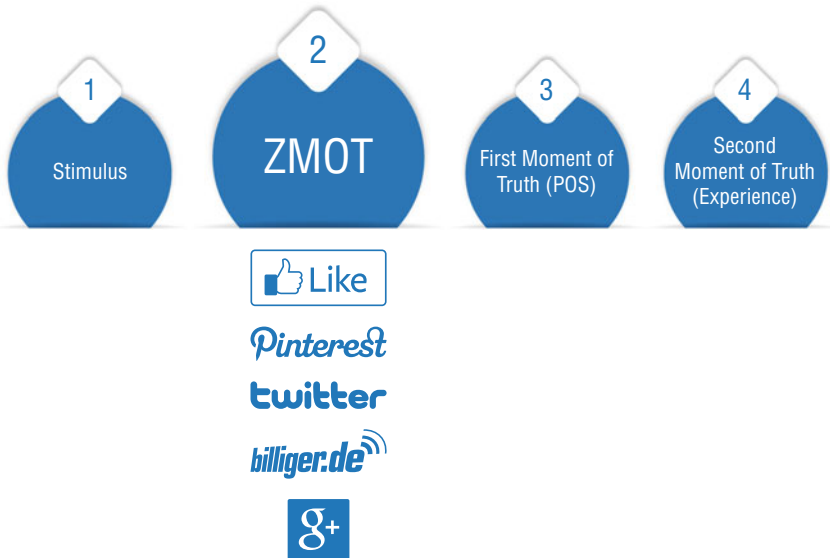 1
Stimulus
2
ZMOT
3
First Moment of
Truth (POS)
4
Second
Moment of Truth
(Experience)
Like
Pinterest
twitter
billiger.de
g+